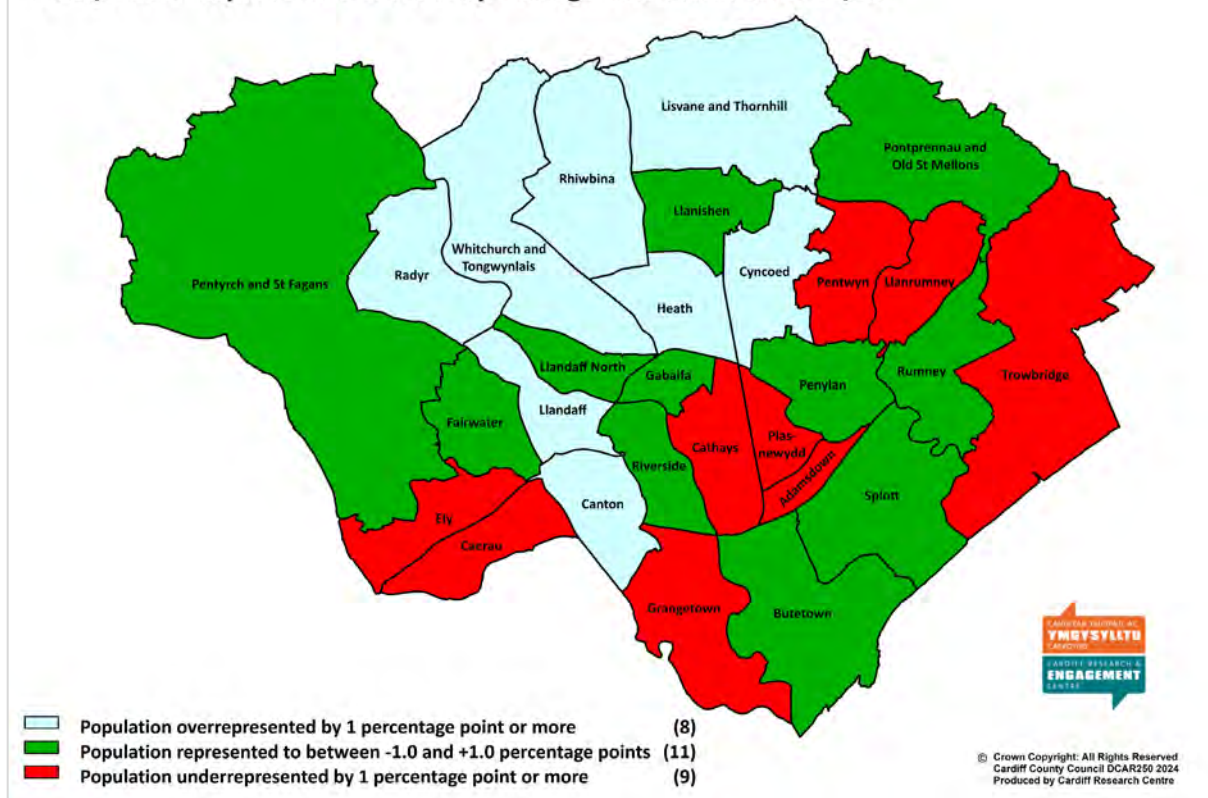 Lisvane and Thornhill
Pontprennau and
Old St Mellons
Rhiwbina
Llanishen
Whitchurch and
Tongwynlais
Radyr
Cyncoed
Pentwyn
Llanrumney
Pentyrch and St Fagans
Heath
Llandaff North
Gabalfa
Penylan
Rumney
Trowbridge
Llandaff
Fairwater
Cathays
Plas-
newydd
Riverside
Adamsdown
Splott
Canton
Ely
Caerau
Grangetown
Butetown
YMGYSYLLTU
CARDIFF RESEARCH &
ENGAGEMENT
CENTRE
Population overrepresented by 1 percentage point or more (8)
Population represented to between -1.0 and +1.0 percentage points (11)
Population underrepresented by 1 percentage point or more (9)
© Crown Copyright: All Rights Reserved
Cardiff County Council DCAR250 2024
Produced by Cardiff Research Centre